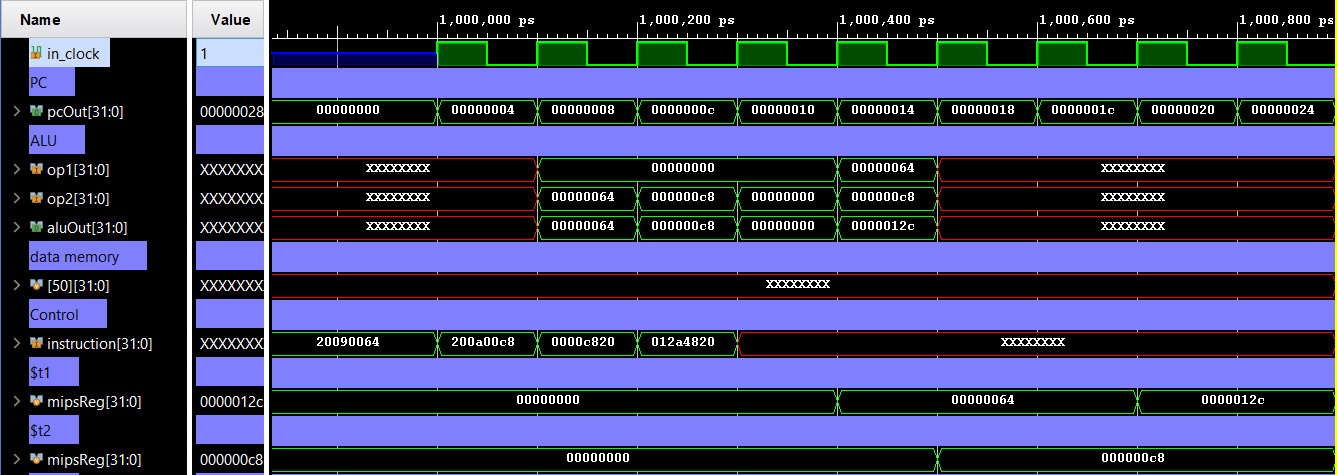 Name Value 1,000,000 ps 1,000,200 ps 1,000,400 ps 1,000,600 ps 1,000,800 ps
in_clock 1
PC
pcOut[31:0] 00000028 00000000 00000004 00000008 0000000c 00000010 00000014 00000018 0000001c 00000020 00000024
ALU
op1[31:0] XXXXXXX XXXXXXXX 00000000 00000064 XXXXXXXX
op2[31:0] XXXXXXX XXXXXXXX 00000064 000000c8 00000000 000000c8 XXXXXXXX
aluOut[31:0] XXXXXXX XXXXXXXX 00000064 000000c8 00000000 0000012c XXXXXXXX
data memory
[50][31:0] XXXXXXX XXXXXXXX
Control
instruction[31:0] XXXXXXX 20090064 200a00c8 0000c820 012a4820 XXXXXXXX
$t1
mipsReg[31:0] 0000012c 00000000 00000064 0000012c
$t2
mipsReg[31:0] 000000c8 00000000 000000c8